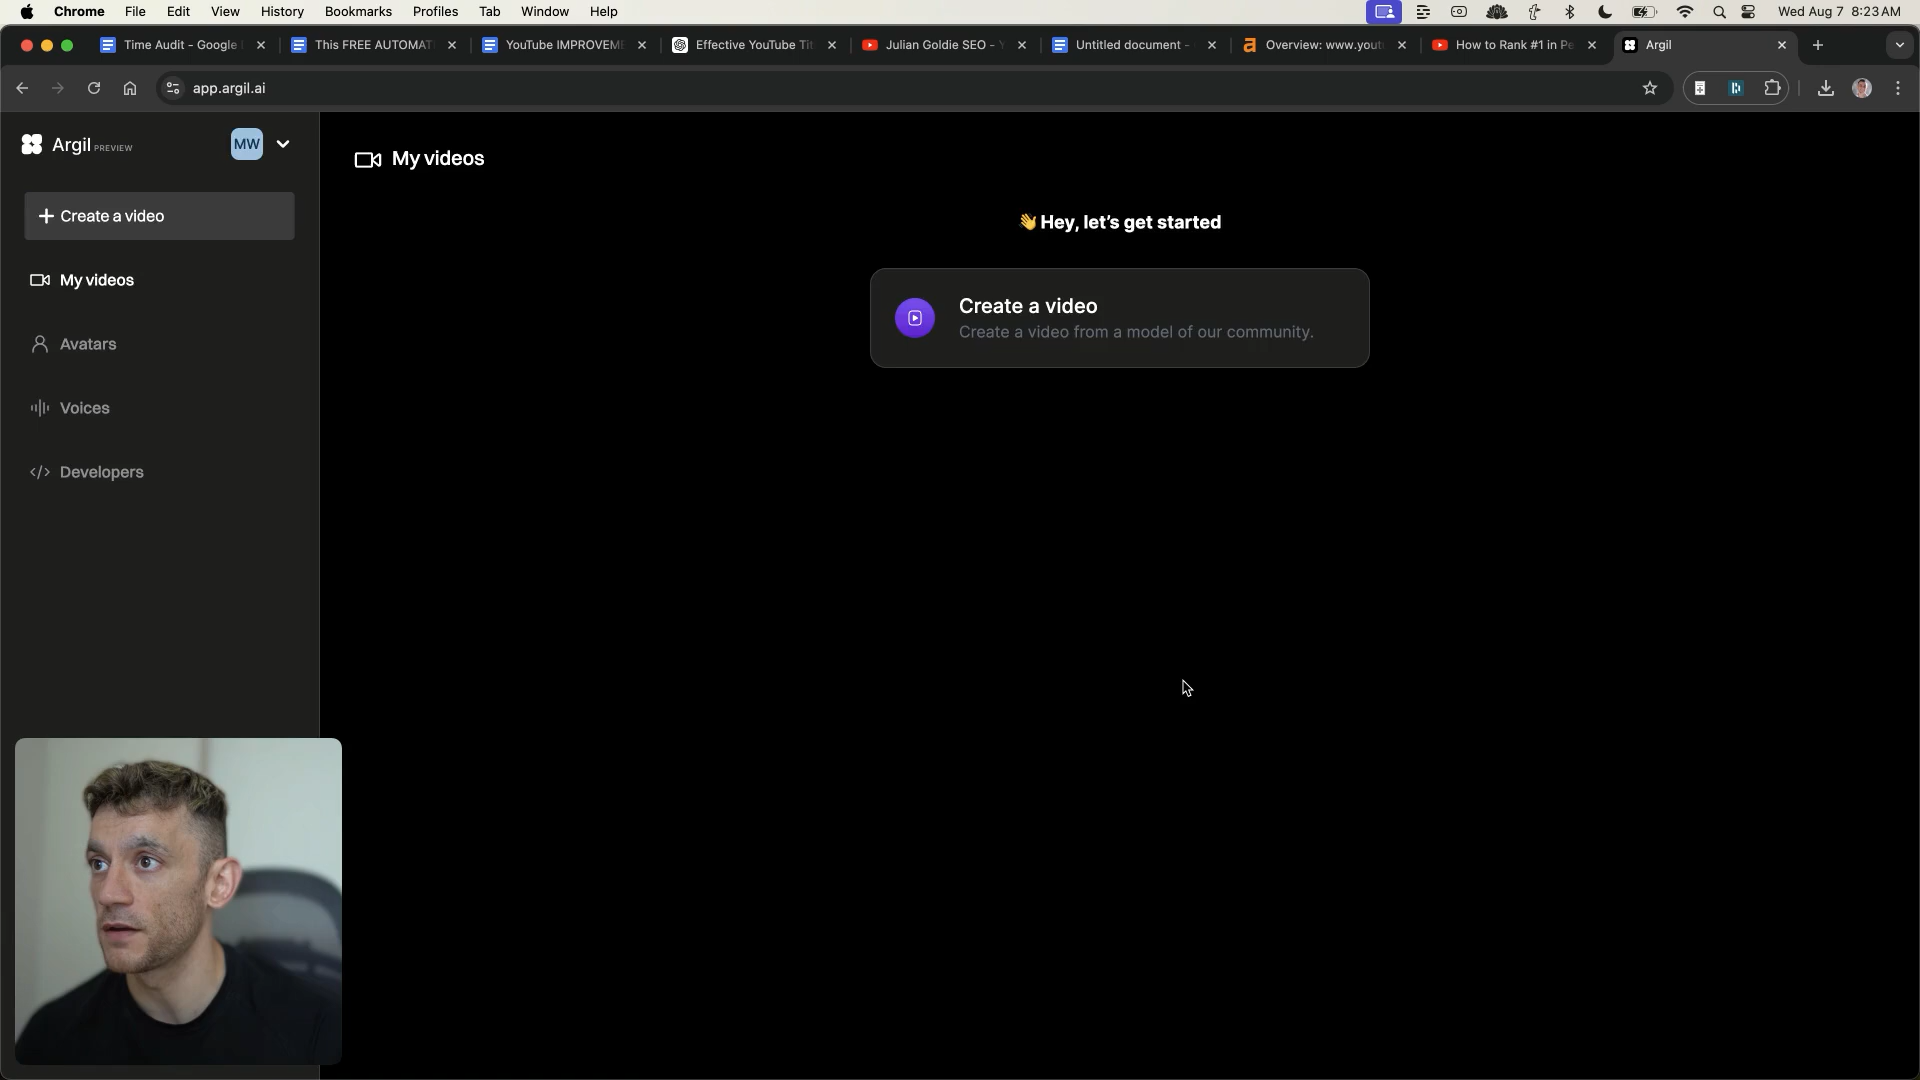 Chrome File Edit View History Bookmarks Profiles Tab Window Help Wed Aug 7 8:23 AM
Time Audit - Google This FREE AUTOMAT YouTube IMPROVEM Effective YouTube Tit Julian Goldie SEO - Y Untitled document - Overview: www.yout How to Rank #1 in Pe Argil
app.argil.ai
Argil PREVIEW MW
My videos
+ Create a video
👋 Hey, let's get started
My videos
Create a video
Create a video from a model of our community.
Avatars
Voices
</> Developers